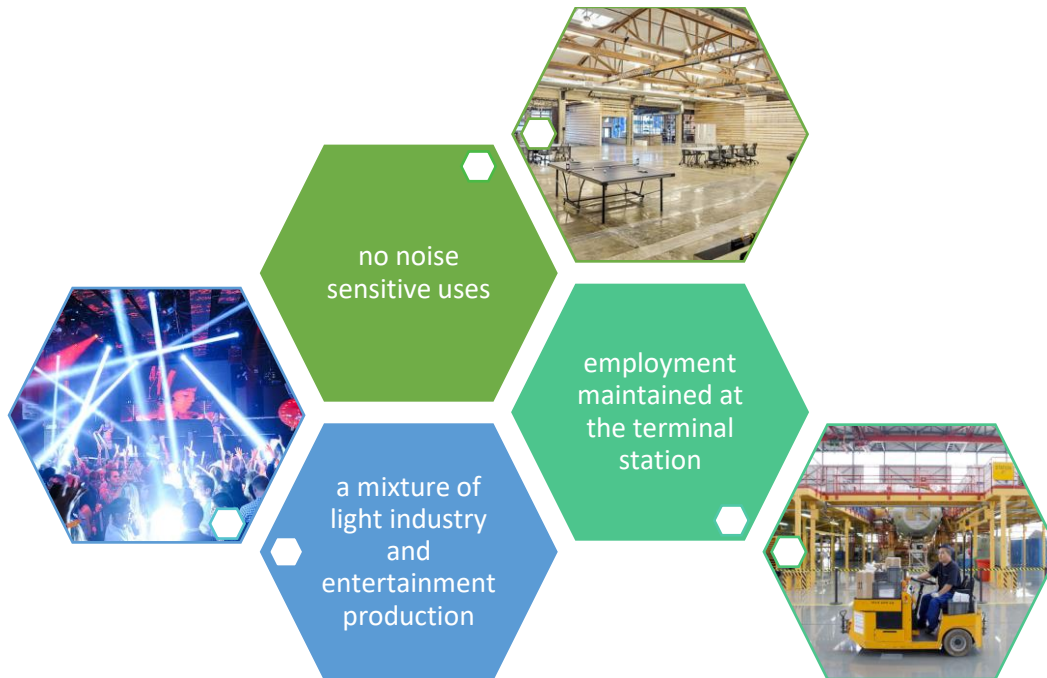 no noise
sensitive uses
employment
maintained at
the terminal
station
a mixture of
light industry
and
entertainment
production